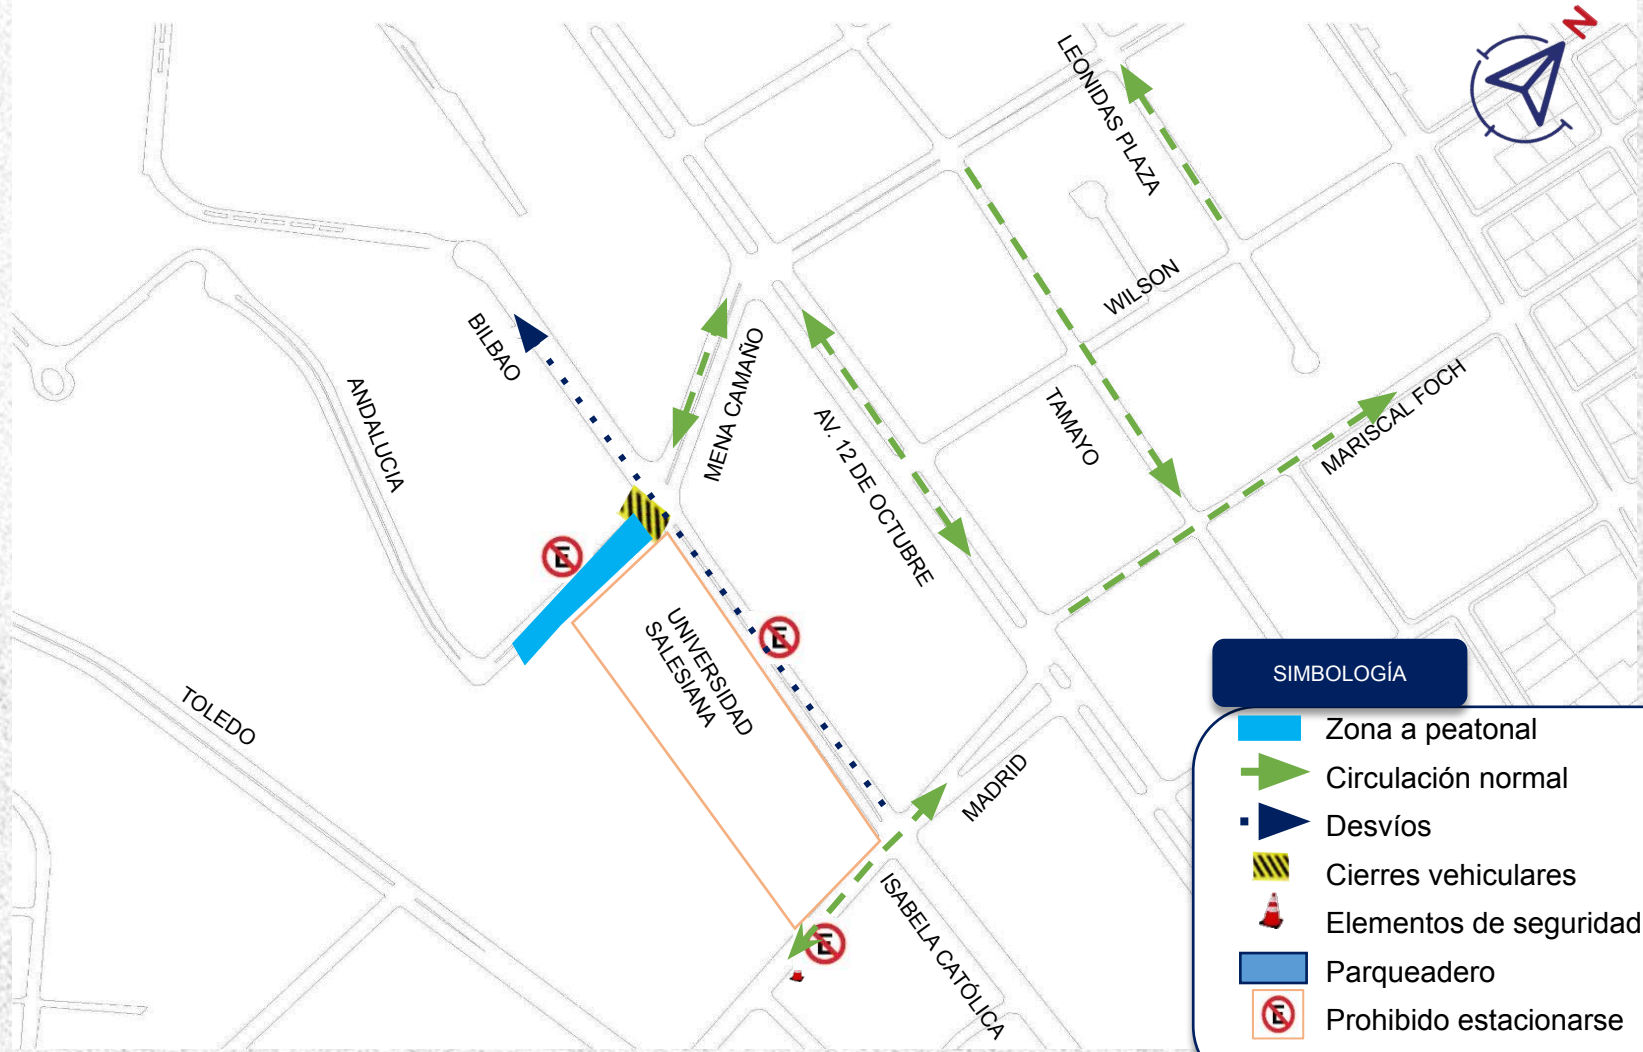 N
LEONIDAS PLAZA
WILSON
BILBAO
MENA CAMAÑO
ANDALUCIA
AV. 12 DE OCTUBRE
TAMAYO
MARISCAL FOCH
E
E
UNIVERSIDAD
SALESIANA
TOLEDO
MADRID
ISABELA CATÓLICA
E
SIMBOLOGÍA
Zona a peatonal
Circulación normal
Desvíos
Cierres vehiculares
Elementos de seguridad
Parqueadero
E
Prohibido estacionarse